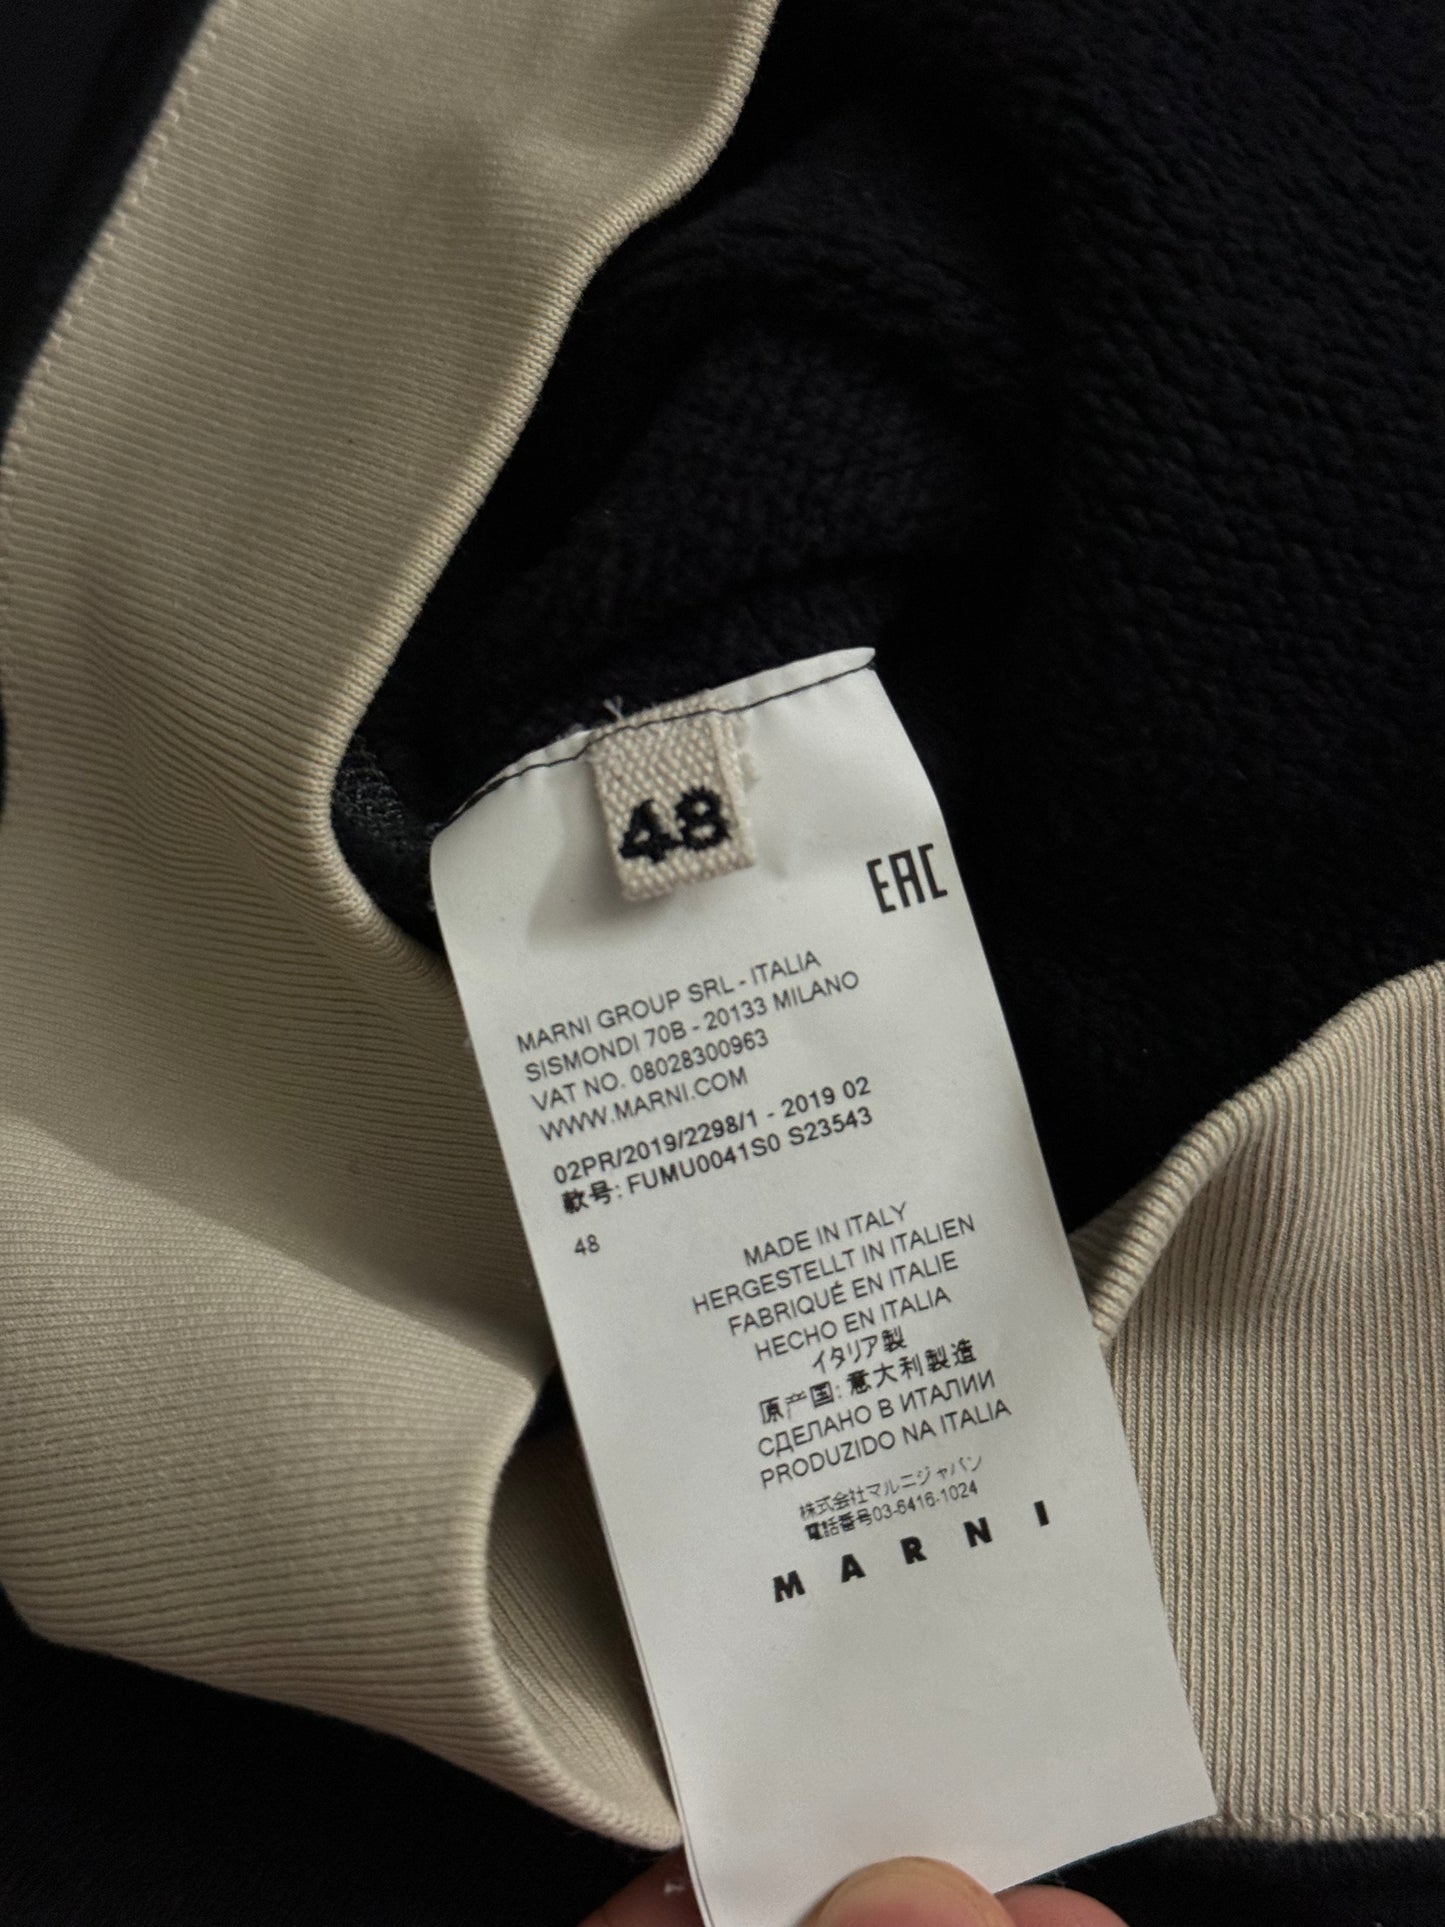 48
EAC
MARNI GROUP SRL - ITALIA
SISMONDI 70B - 20133 MILANO
VAT NO. 08028300963
WWW.MARNI.COM
02PR/2019/2298/1 - 2019 02
款号: FUMU0041S0 S23543
48
MADE IN ITALY
HERGESTELLT IN ITALIEN
FABRIQUÉ EN ITALIE
HECHO EN ITALIA
イタリア製
原产国: 意大利製造
СДЕЛАНО В ИТАЛИИ
PRODUZIDO NA ITALIA
株式会社マルニジャパン
電話番号03-6416-1024
MARNI